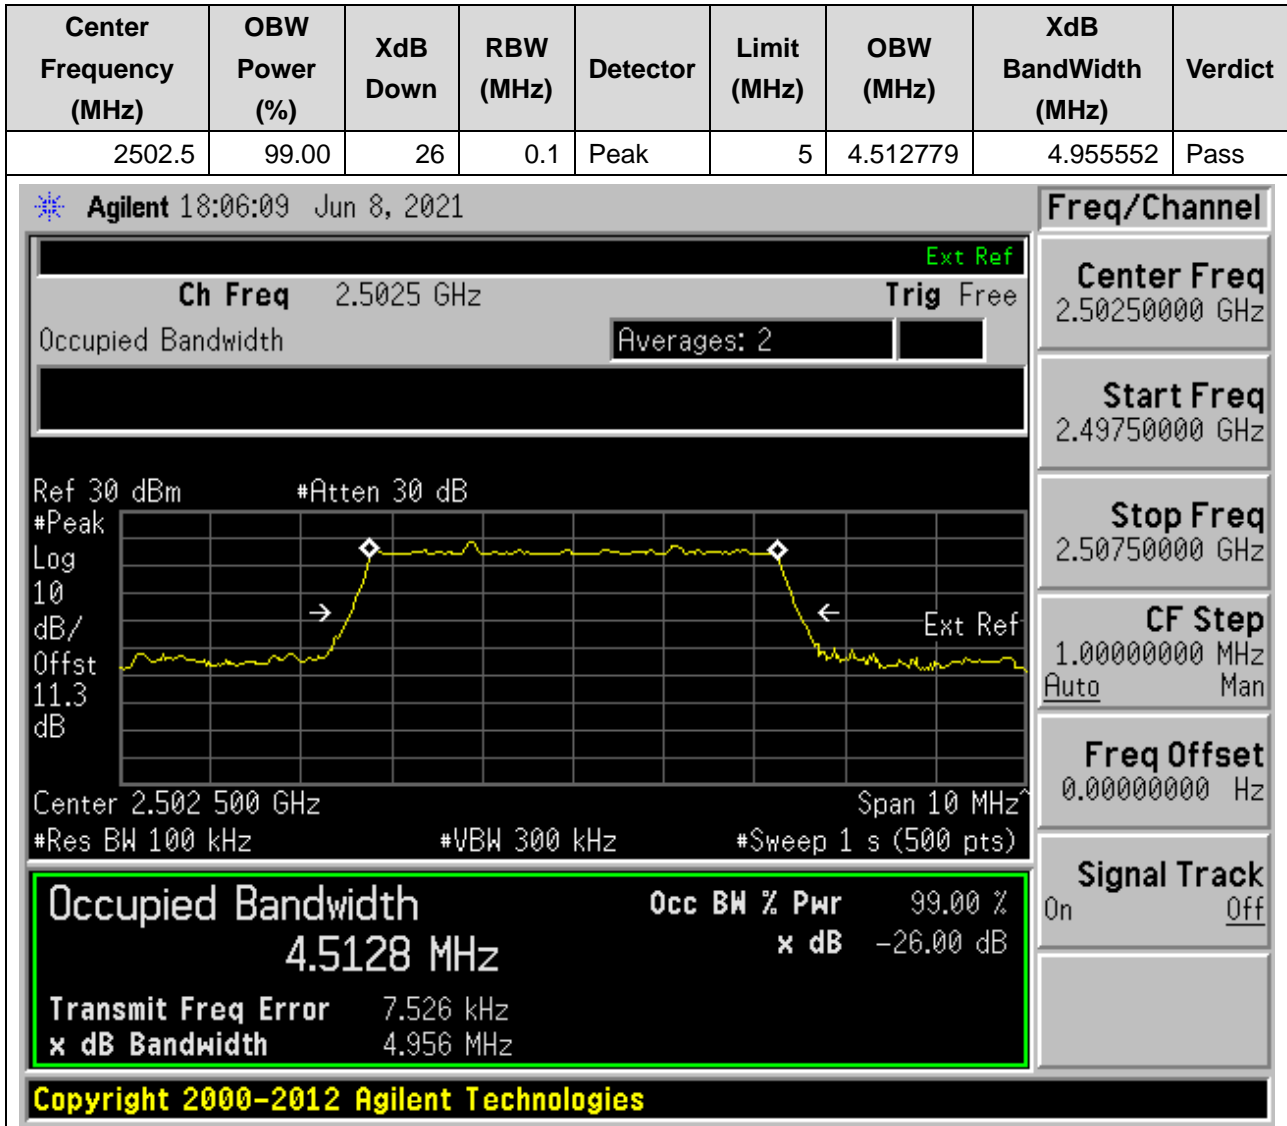 Center Frequency (MHz) OBW Power (%) XdB Down RBW (MHz) Detector Limit (MHz) OBW (MHz) XdB BandWidth (MHz) Verdict
2502.5 99.00 26 0.1 Peak 5 4.512779 4.955552 Pass
Agilent 18:06:09 Jun 8, 2021
Freq/Channel
Ext Ref
Ch Freq 2.5025 GHz Trig Free
Occupied Bandwidth Averages: 2
Ref 30 dBm #Atten 30 dB
#Peak
Log
10
dB/
Offst
11.3
dB
Ext Ref
Center 2.502 500 GHz Span 10 MHz^
#Res BW 100 kHz #VBW 300 kHz #Sweep 1 s (500 pts)
Occupied Bandwidth Occ BW % Pwr 99.00 %
4.5128 MHz x dB -26.00 dB
Transmit Freq Error 7.526 kHz
x dB Bandwidth 4.956 MHz
Center Freq
2.50250000 GHz
Start Freq
2.49750000 GHz
Stop Freq
2.50750000 GHz
CF Step
1.00000000 MHz
Auto Man
Freq Offset
0.00000000 Hz
Signal Track
On Off
Copyright 2000-2012 Agilent Technologies